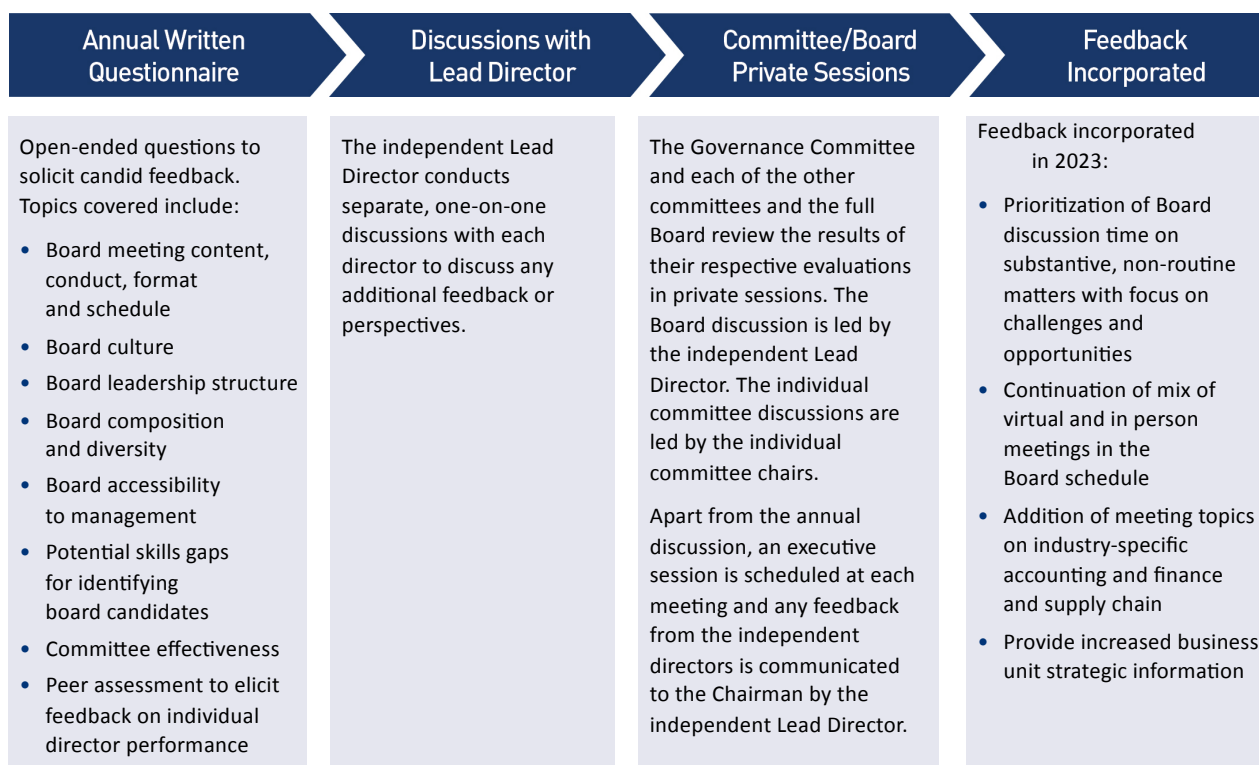 Annual Written
Questionnaire
Discussions with
Lead Director
Committee/Board
Private Sessions
Feedback
Incorporated
Open-ended questions to
solicit candid feedback.
Topics covered include:
• Board meeting content,
conduct, format
and schedule
• Board culture
• Board leadership structure
• Board composition
and diversity
• Board accessibility
to management
• Potential skills gaps
for identifying
board candidates
• Committee effectiveness
• Peer assessment to elicit
feedback on individual
director performance
The independent Lead
Director conducts
separate, one-on-one
discussions with each
director to discuss any
additional feedback or
perspectives.
The Governance Committee
and each of the other
committees and the full
Board review the results of
their respective evaluations
in private sessions. The
Board discussion is led by
the independent Lead
Director. The individual
committee discussions are
led by the individual
committee chairs.
Apart from the annual
discussion, an executive
session is scheduled at each
meeting and any feedback
from the independent
directors is communicated
to the Chairman by the
independent Lead Director.
Feedback incorporated
in 2023:
• Prioritization of Board
discussion time on
substantive, non-routine
matters with focus on
challenges and
opportunities
• Continuation of mix of
virtual and in person
meetings in the
Board schedule
• Addition of meeting topics
on industry-specific
accounting and finance
and supply chain
• Provide increased business
unit strategic information